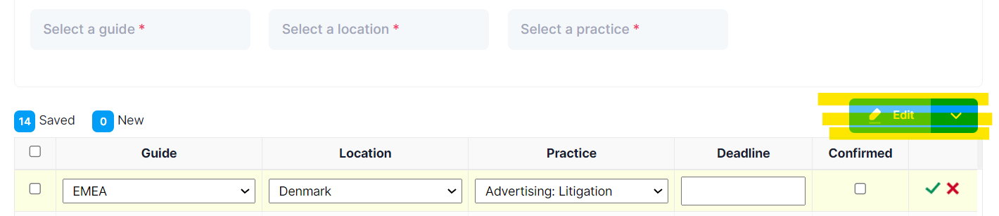 Select a guide * Select a location * Select a practice *
14 Saved 0 New Edit
Guide Location Practice Deadline Confirmed
EMEA Denmark Advertising: Litigation